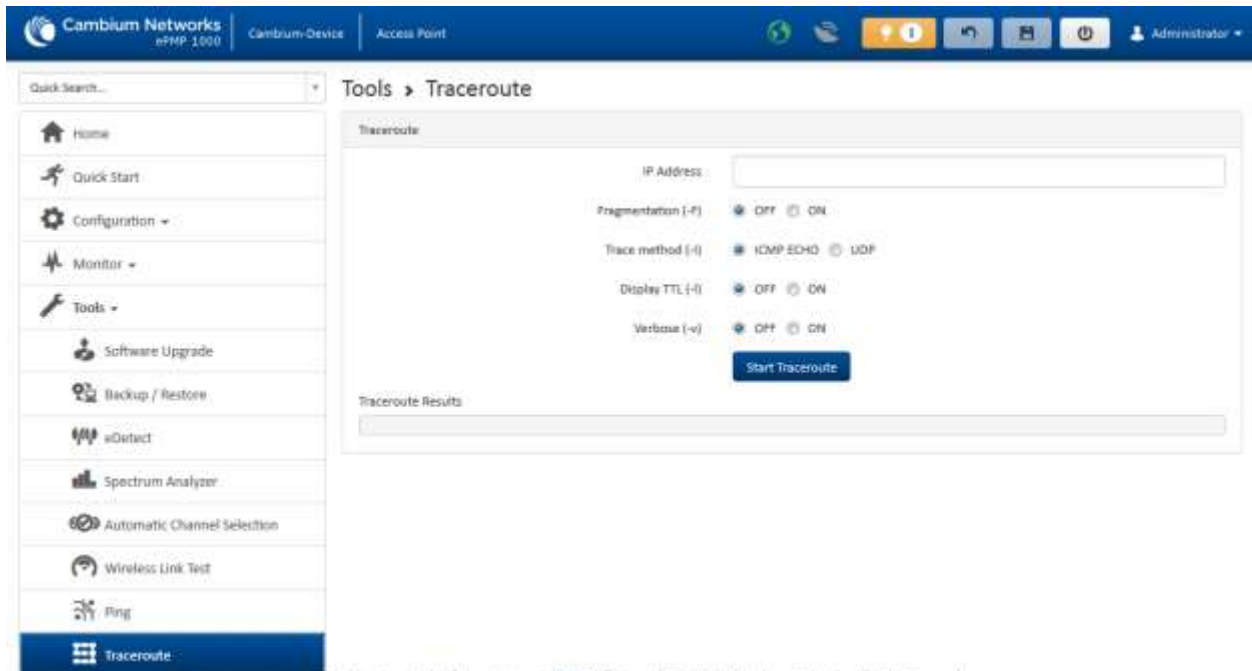 Cambium Networks
ePMP 1000
Cambium-Device
Access Point
1
Administrator
Quick Search...
Tools > Traceroute
Home
Quick Start
Configuration
Monitor
Tools
Software Upgrade
Backup / Restore
eDetect
Spectrum Analyzer
Automatic Channel Selection
Wireless Link Test
Ping
Traceroute
Traceroute
IP Address
Fragmentation (-F) OFF ON
Trace method (-I) ICMP ECHO UDP
Display TTL (-l) OFF ON
Verbose (-v) OFF ON
Start Traceroute
Traceroute Results